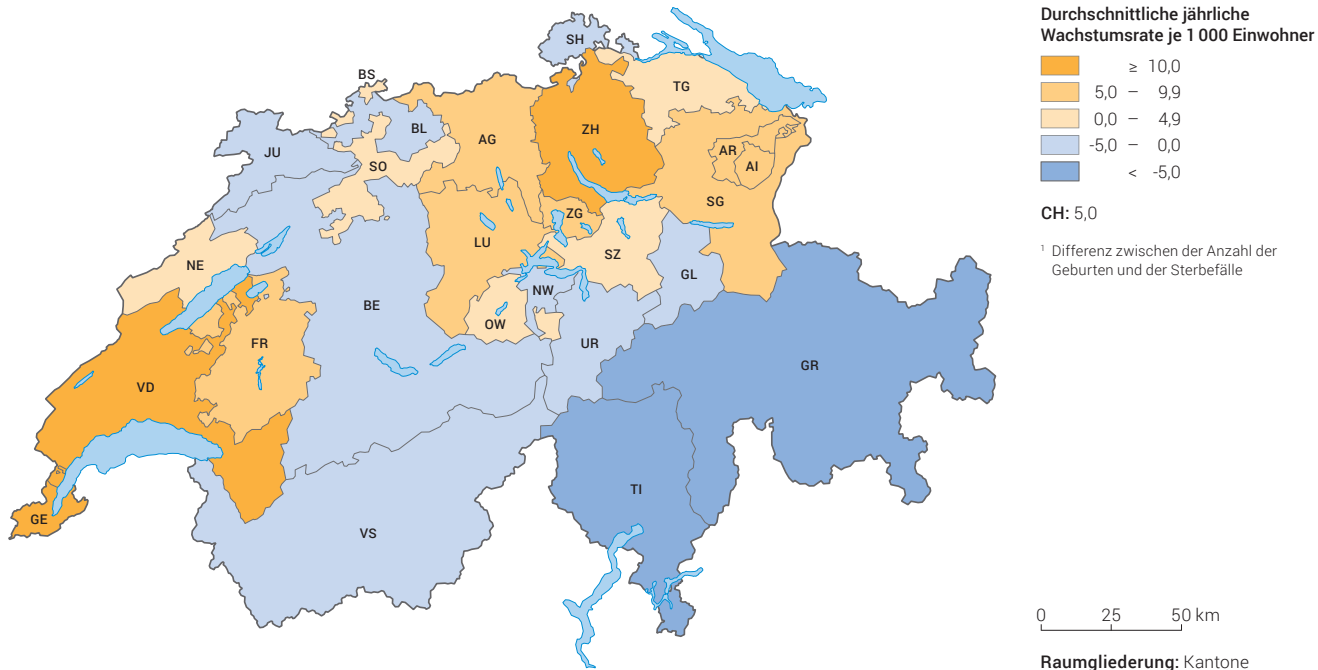 Durchschnittliche jährliche
Wachstumsrate je 1 000 Einwohner
≥ 10,0
5,0 – 9,9
0,0 – 4,9
-5,0 – 0,0
< -5,0
CH: 5,0
¹ Differenz zwischen der Anzahl der
Geburten und der Sterbefälle
SH
BS
TG
BL
ZH
JU
AG
AR
SO
AI
SG
ZG
LU
SZ
NE
GL
NW
BE
OW
FR
UR
GR
VD
TI
GE
VS
0 25 50 km
Raumgliederung: Kantone